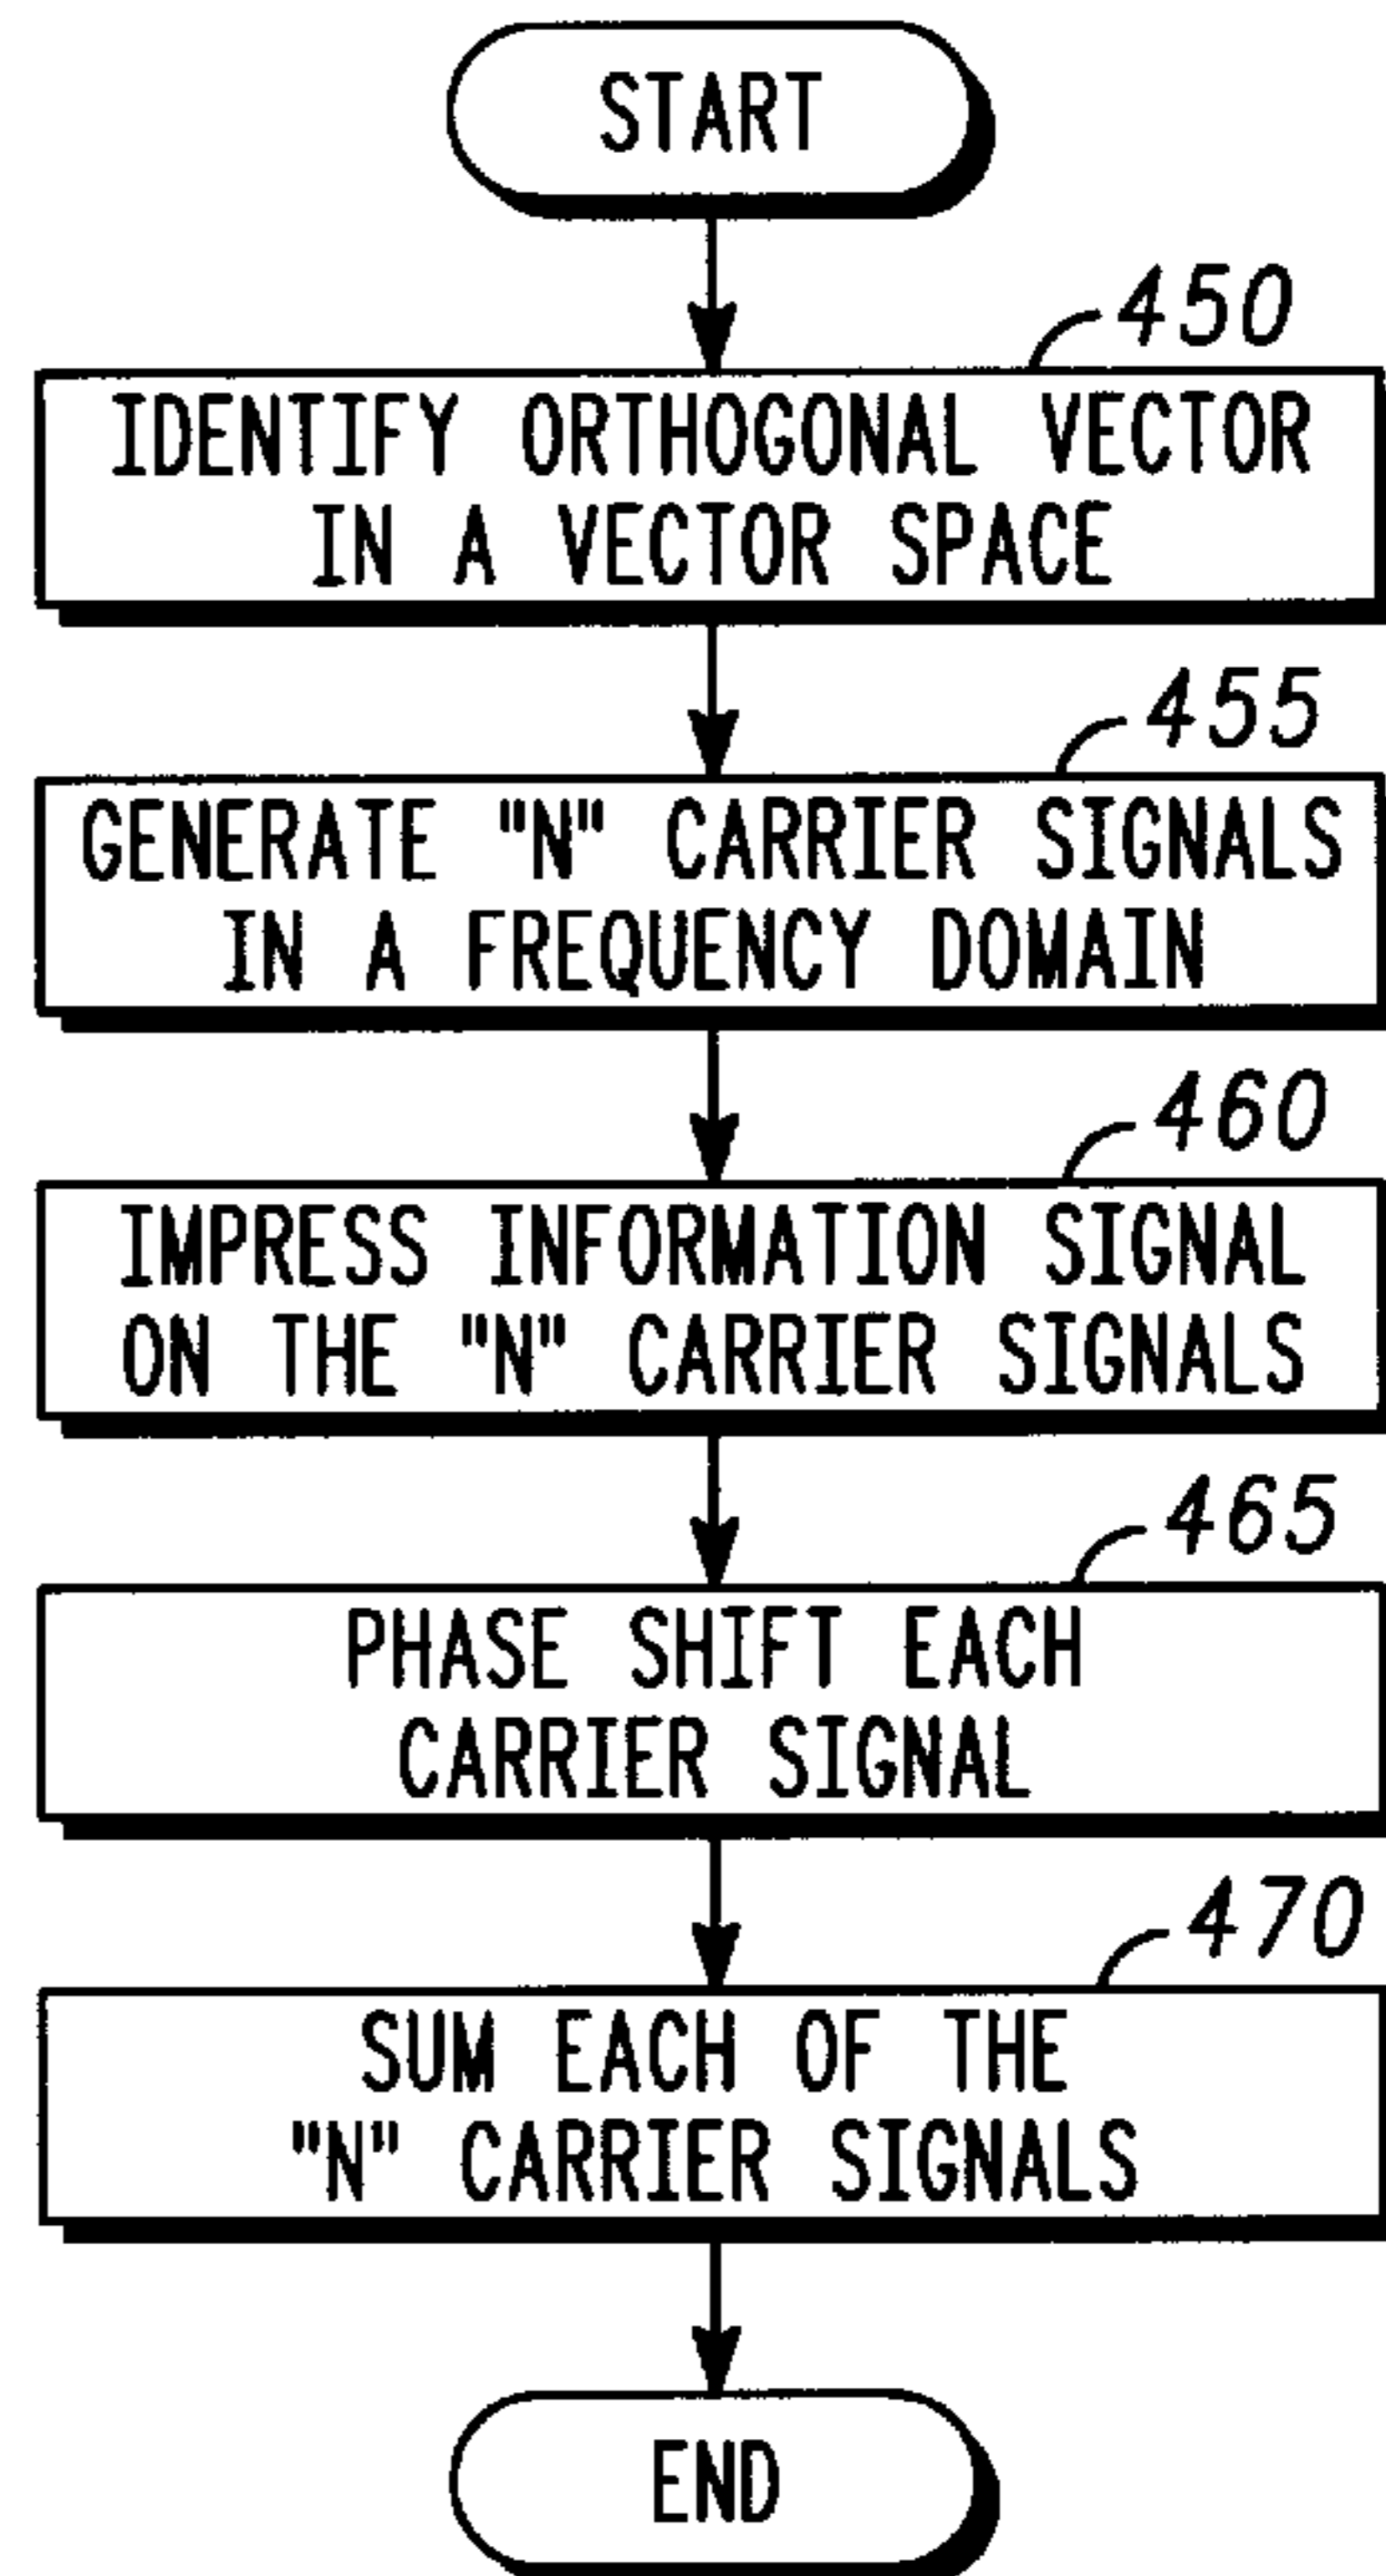 START
450
IDENTIFY ORTHOGONAL VECTOR
IN A VECTOR SPACE
455
GENERATE "N" CARRIER SIGNALS
IN A FREQUENCY DOMAIN
460
IMPRESS INFORMATION SIGNAL
ON THE "N" CARRIER SIGNALS
465
PHASE SHIFT EACH
CARRIER SIGNAL
470
SUM EACH OF THE
"N" CARRIER SIGNALS
END